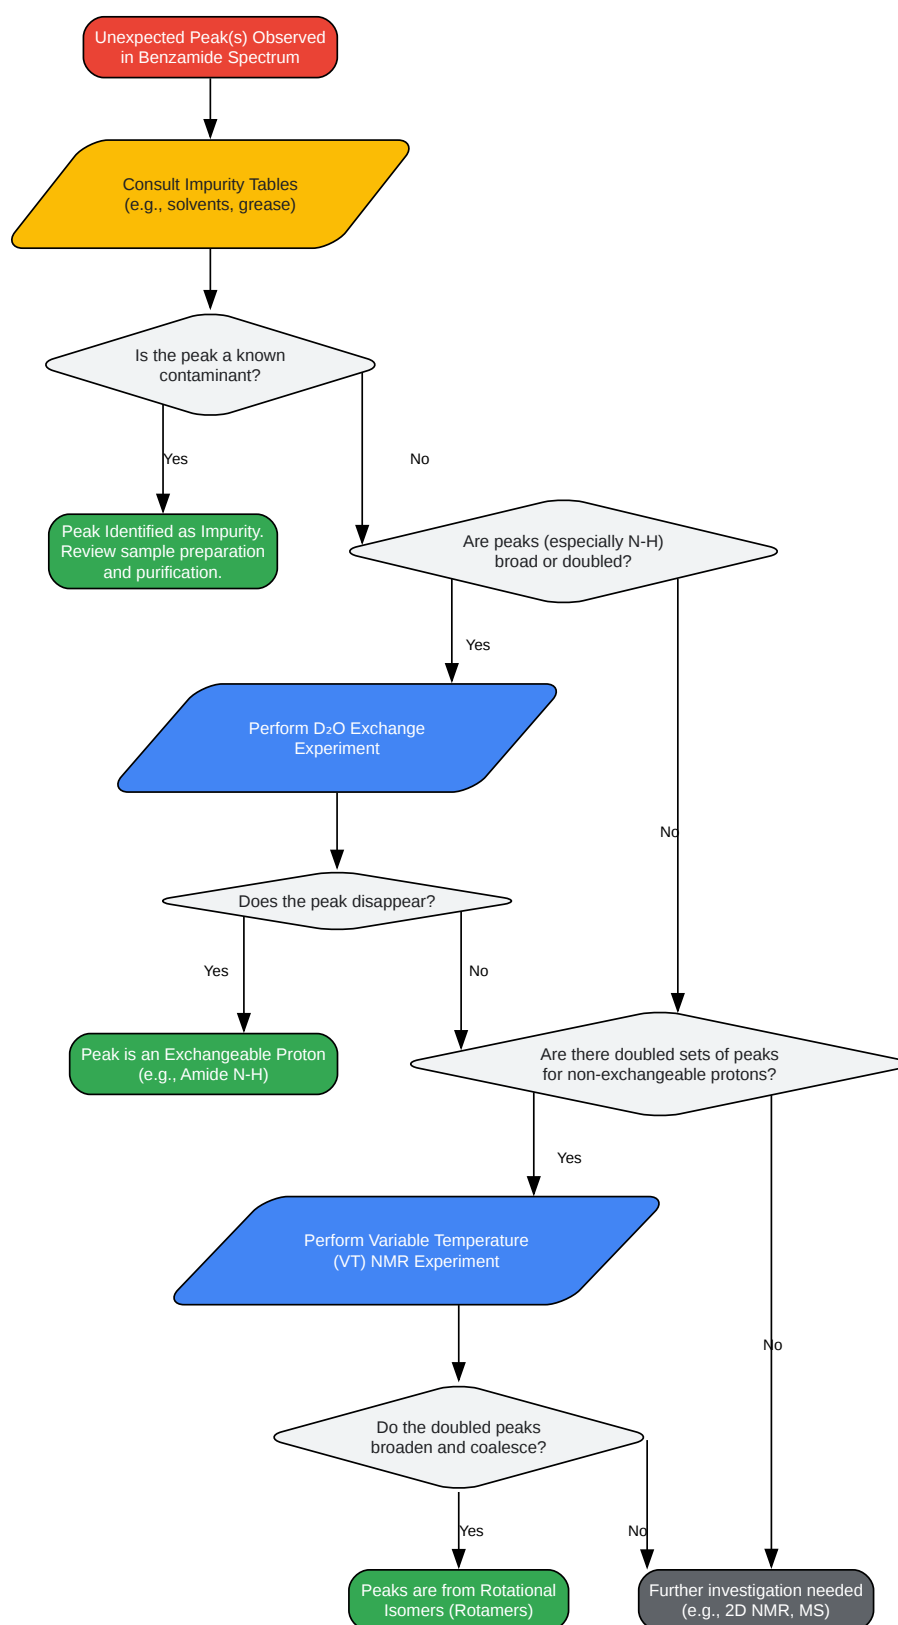 Unexpected Peak(s) Observed
in Benzamide Spectrum
Consult Impurity Tables
(e.g., solvents, grease)
Is the peak a known
contaminant?
Yes
No
Peak Identified as Impurity.
Review sample preparation
and purification.
Are peaks (especially N-H)
broad or doubled?
Yes
Perform D₂O Exchange
Experiment
No
Does the peak disappear?
Yes
No
Peak is an Exchangeable Proton
(e.g., Amide N-H)
Are there doubled sets of peaks
for non-exchangeable protons?
Yes
Perform Variable Temperature
(VT) NMR Experiment
No
Do the doubled peaks
broaden and coalesce?
Yes
No
Peaks are from Rotational
Isomers (Rotamers)
Further investigation needed
(e.g., 2D NMR, MS)